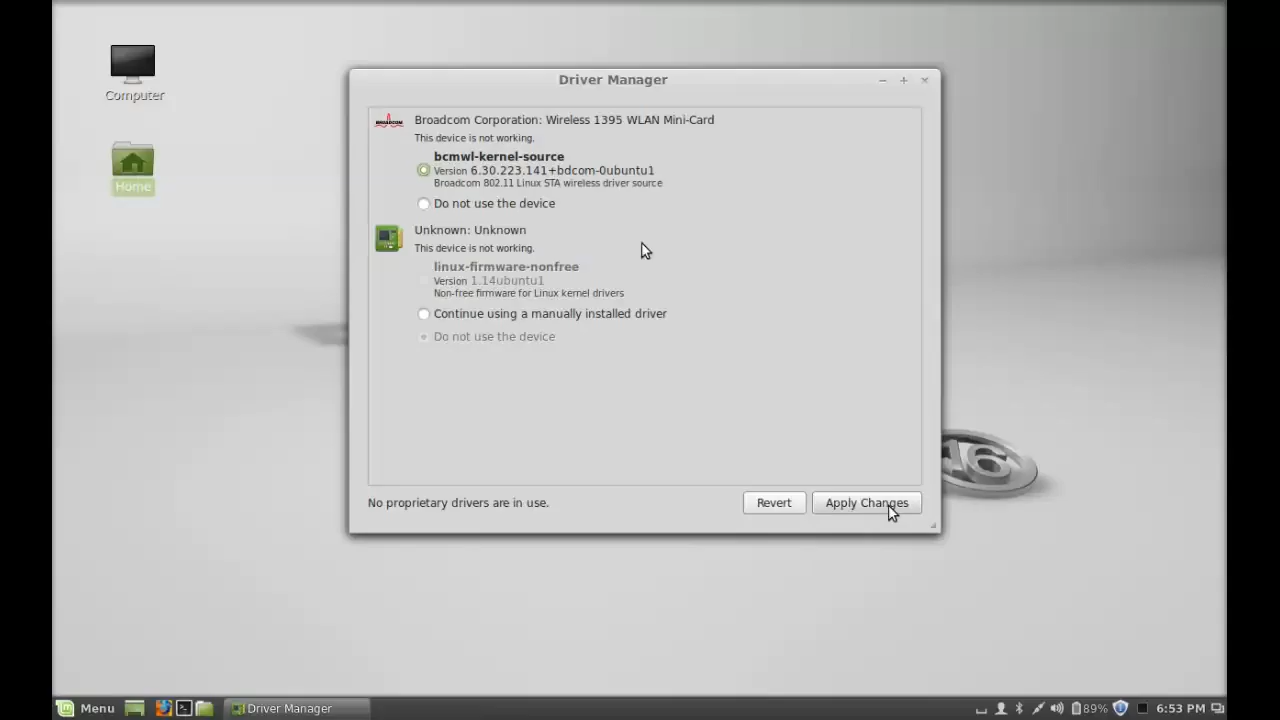 Computer
Home
Driver Manager
BROADCOM
Broadcom Corporation: Wireless 1395 WLAN Mini-Card
This device is not working.
bcmwl-kernel-source
Version 6.30.223.141+bdcom-0ubuntu1
Broadcom 802.11 Linux STA wireless driver source
Do not use the device
Unknown: Unknown
This device is not working.
linux-firmware-nonfree
Version 1.14ubuntu1
Non-free firmware for Linux kernel drivers
Continue using a manually installed driver
Do not use the device
No proprietary drivers are in use.
Revert
Apply Changes
16
Menu
Driver Manager
89%
6:53 PM